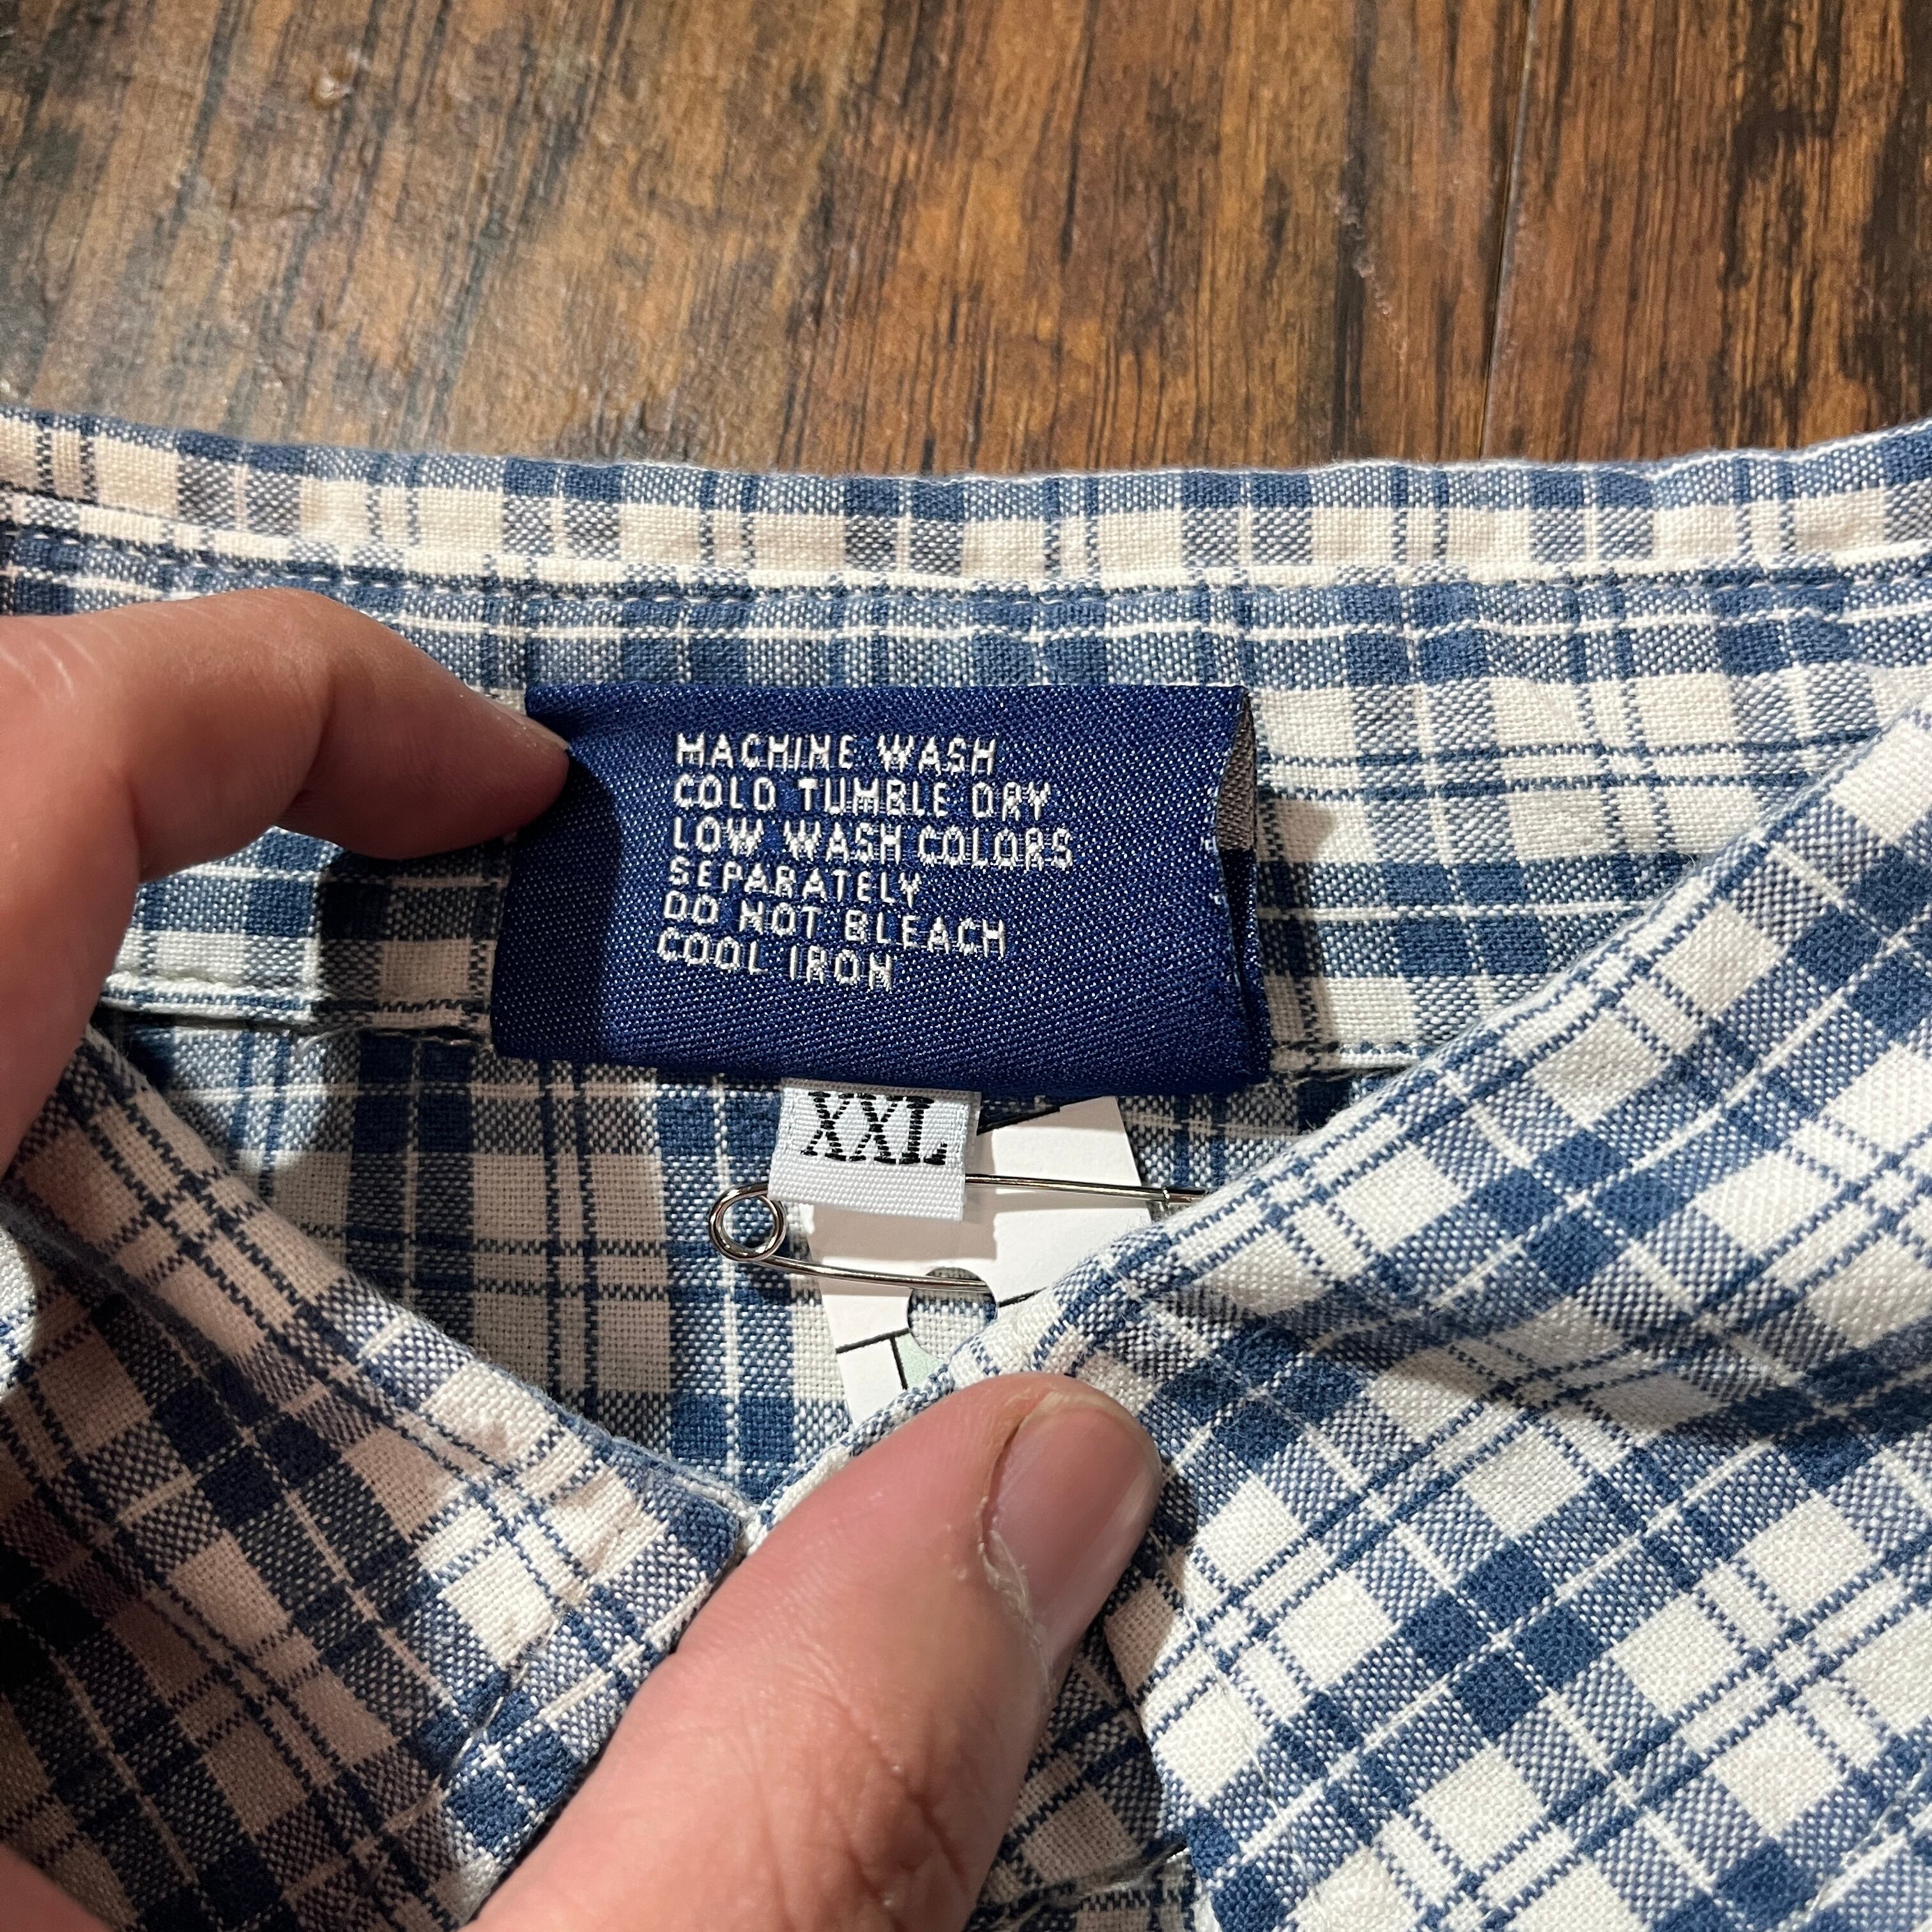 MACHINE WASH
COLD TUMBLE DRY
LOW WASH COLORS
SEPARATELY
DO NOT BLEACH
COOL IRON
XXL